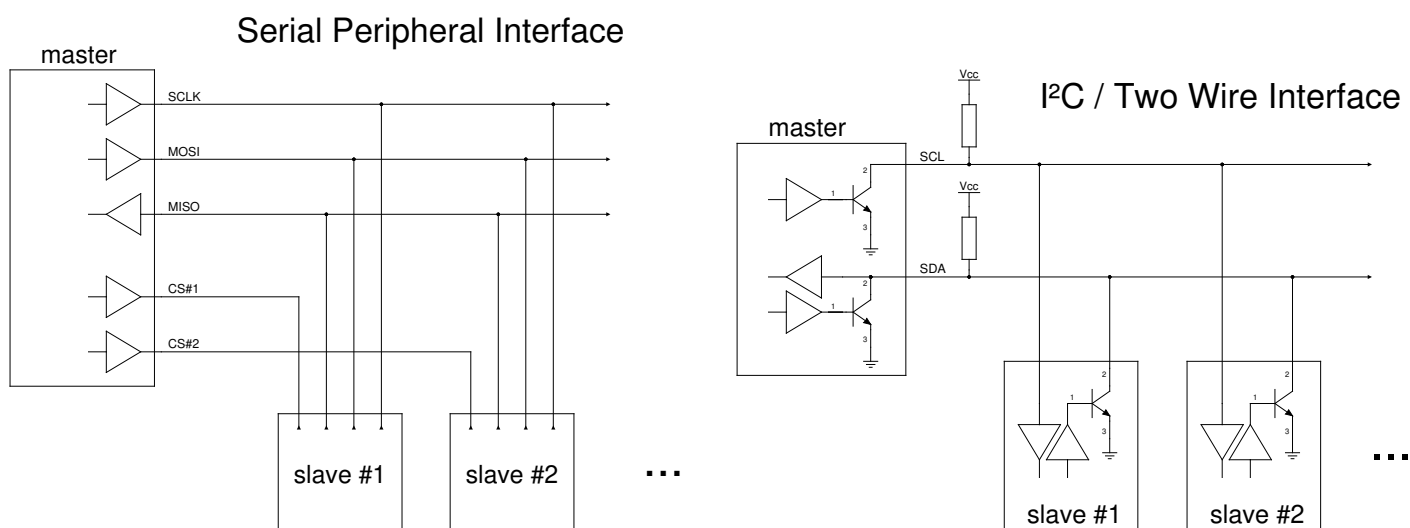 Serial Peripheral Interface
master
SCLK
MOSI
MISO
CS#1
CS#2
slave #1
slave #2
...
I²C / Two Wire Interface
master
Vcc
SCL
2
1
3
Vcc
SDA
2
1
3
2
1
3
slave #1
2
1
3
slave #2
...